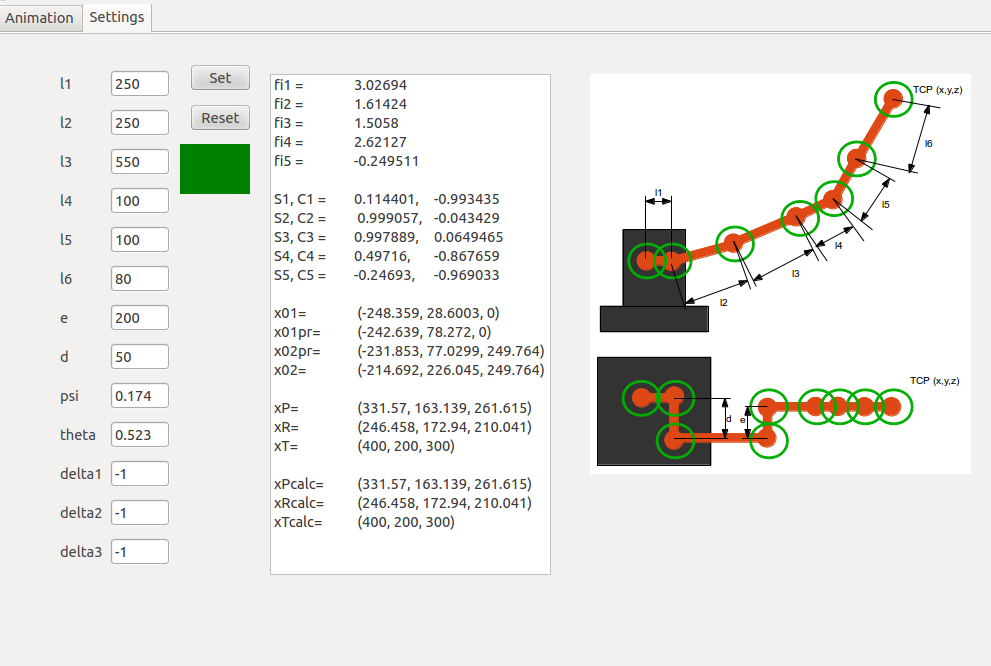 Animation Settings
l1 250 Set
l2 250 Reset
l3 550
l4 100
l5 100
l6 80
e 200
d 50
psi 0.174
theta 0.523
delta1 -1
delta2 -1
delta3 -1
fi1 = 3.02694
fi2 = 1.61424
fi3 = 1.5058
fi4 = 2.62127
fi5 = -0.249511
S1, C1 = 0.114401, -0.993435
S2, C2 = 0.999057, -0.043429
S3, C3 = 0.997889, 0.0649465
S4, C4 = 0.49716, -0.867659
S5, C5 = -0.24693, -0.969033
x01= (-248.359, 28.6003, 0)
x01pr= (-242.639, 78.272, 0)
x02pr= (-231.853, 77.0299, 249.764)
x02= (-214.692, 226.045, 249.764)
xP= (331.57, 163.139, 261.615)
xR= (246.458, 172.94, 210.041)
xT= (400, 200, 300)
xPcalc= (331.57, 163.139, 261.615)
xRcalc= (246.458, 172.94, 210.041)
xTcalc= (400, 200, 300)
TCP (x,y,z)
l6
l1
l5
l4
l3
l2
TCP (x,y,z)
d
e